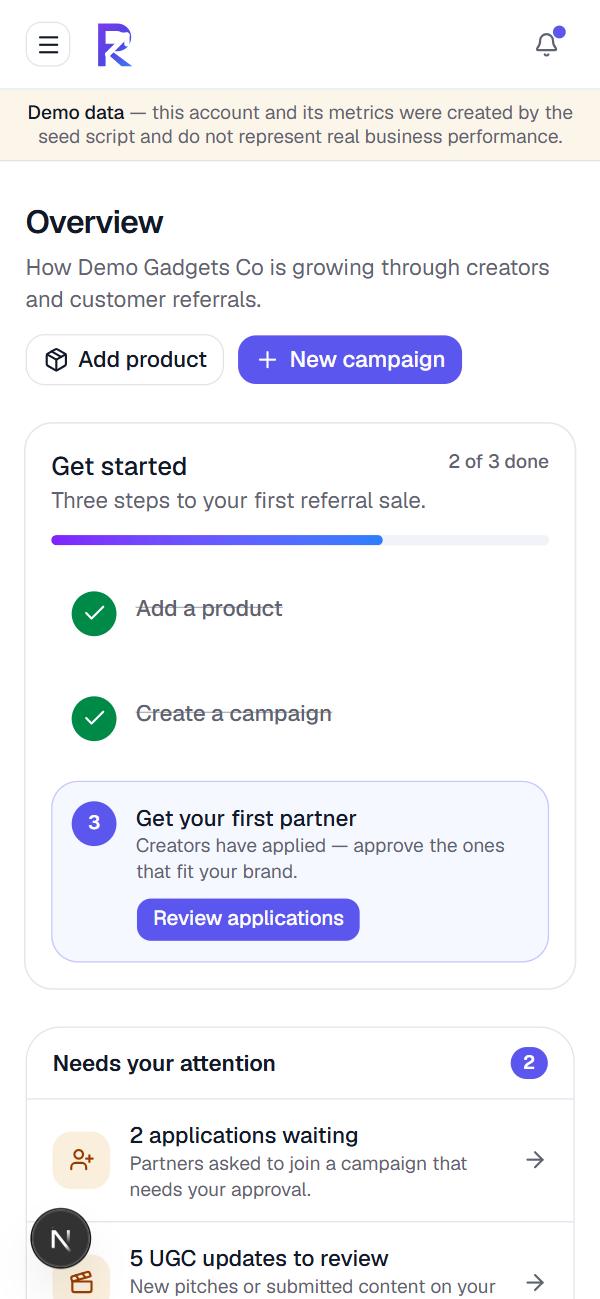 Demo data — this account and its metrics were created by the
seed script and do not represent real business performance.
Overview
How Demo Gadgets Co is growing through creators
and customer referrals.
Add product
New campaign
Get started
2 of 3 done
Three steps to your first referral sale.
Add a product
Create a campaign
3
Get your first partner
Creators have applied — approve the ones
that fit your brand.
Review applications
Needs your attention
2
2 applications waiting
Partners asked to join a campaign that
needs your approval.
N
5 UGC updates to review
New pitches or submitted content on your